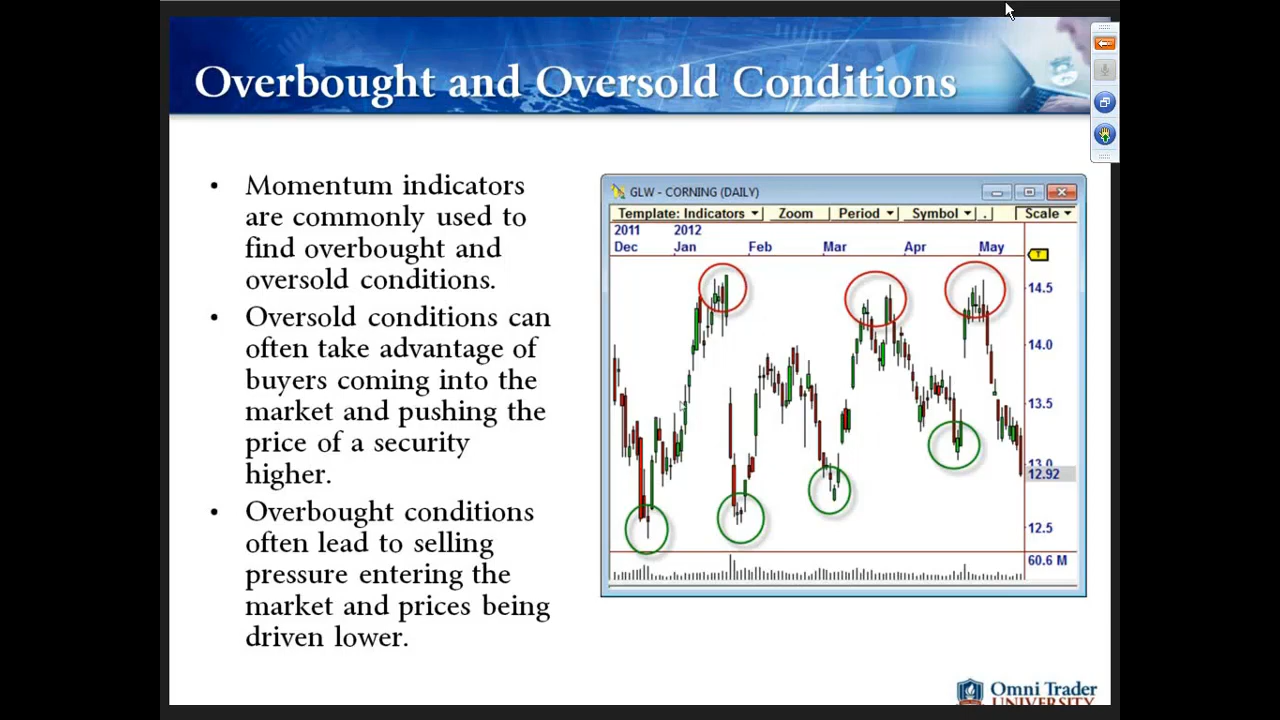 Overbought and Oversold Conditions
• Momentum indicators
are commonly used to
find overbought and
oversold conditions.
• Oversold conditions can
often take advantage of
buyers coming into the
market and pushing the
price of a security
higher.
• Overbought conditions
often lead to selling
pressure entering the
market and prices being
driven lower.
GLW - CORNING (DAILY)
Template: Indicators Zoom Period Symbol . Scale
2011 2012
Dec Jan Feb Mar Apr May
T
14.5
14.0
13.5
13.0
12.92
12.5
60.6 M
Omni Trader
UNIVERSITY